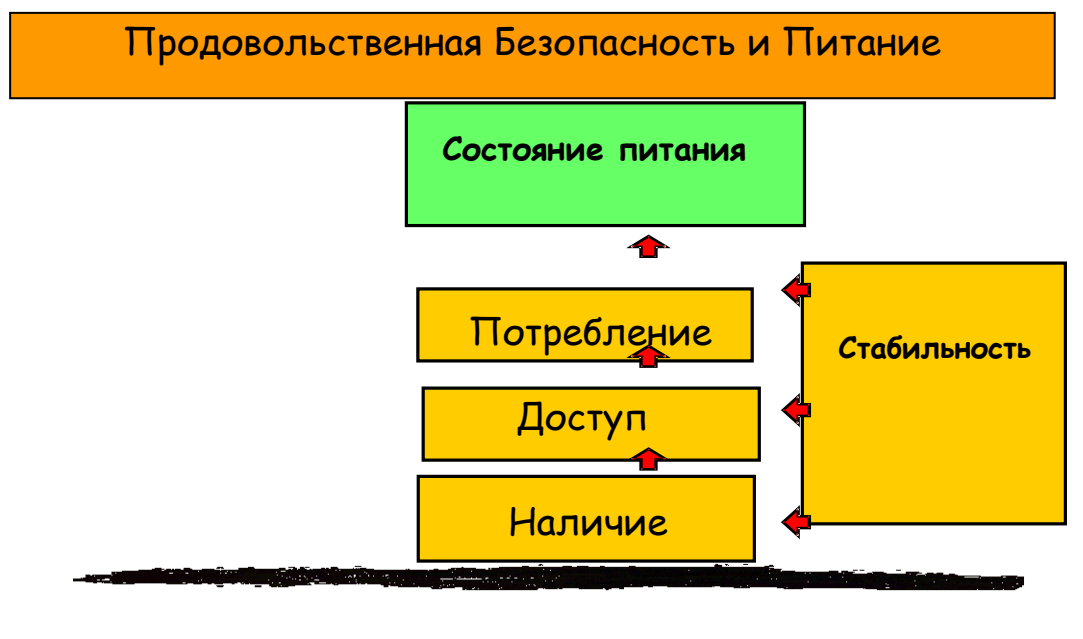 Продовольственная Безопасность и Питание
Состояние питания
Потребление
Стабильность
Доступ
Наличие